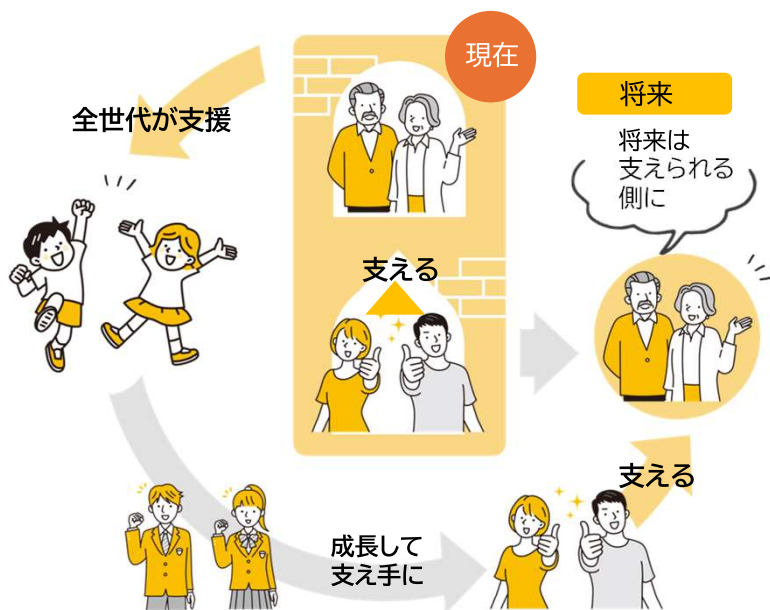 現在
全世代が支援
支える
将来
将来は
支えられる
側に
支える
成長して
支え手に